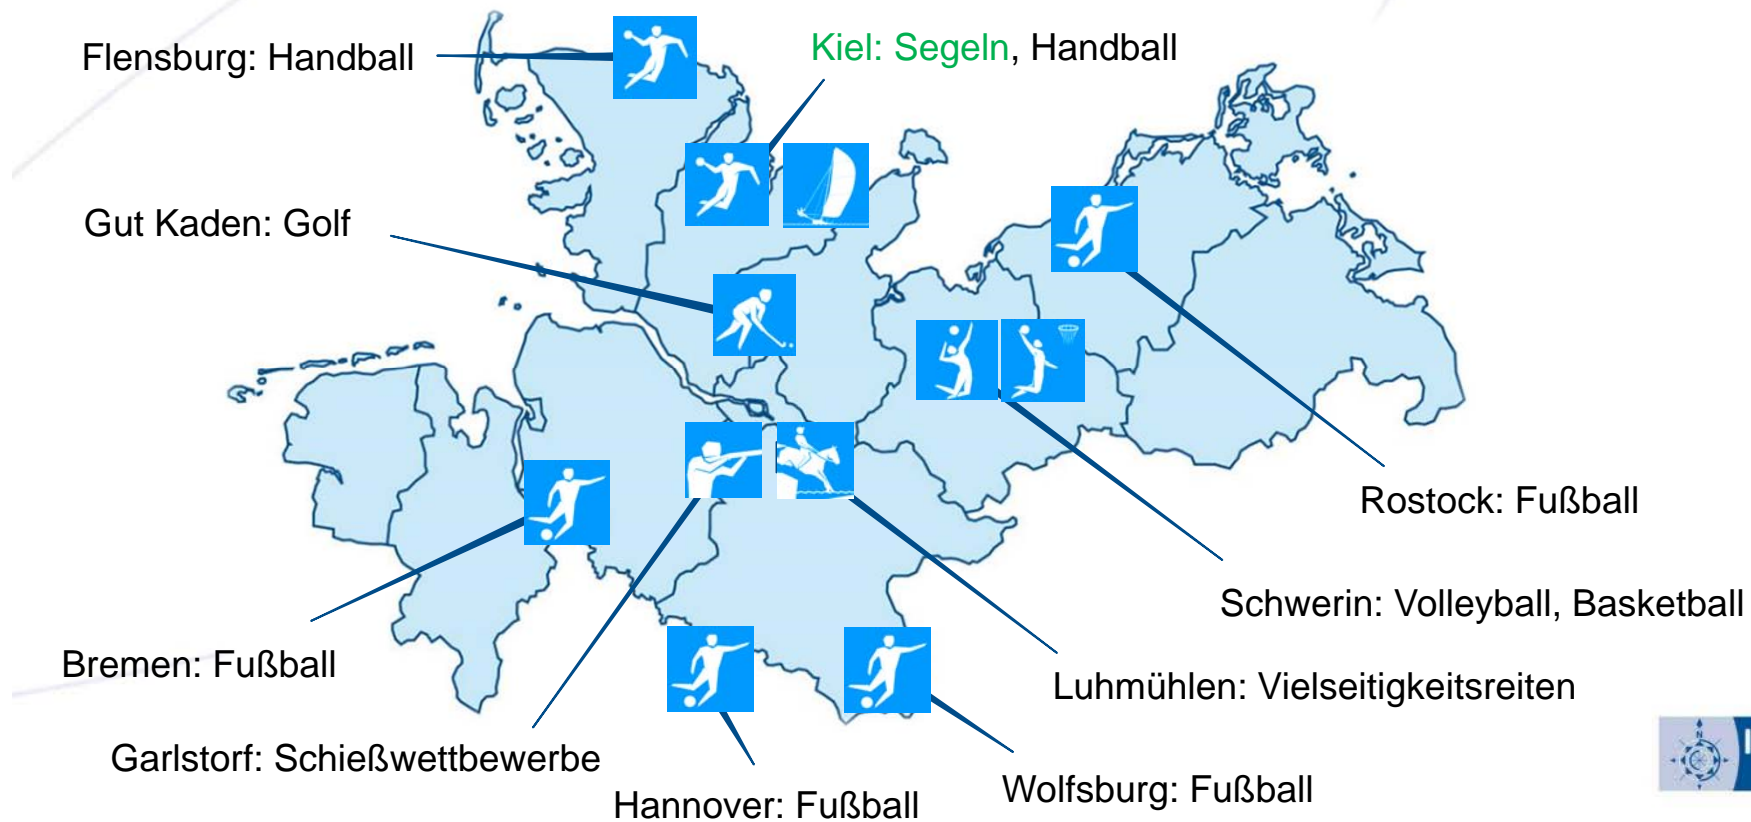 Flensburg: Handball
Kiel: Segeln, Handball
Gut Kaden: Golf
Rostock: Fußball
Schwerin: Volleyball, Basketball
Bremen: Fußball
Luhmühlen: Vielseitigkeitsreiten
Garlstorf: Schießwettbewerbe
Wolfsburg: Fußball
Hannover: Fußball
N